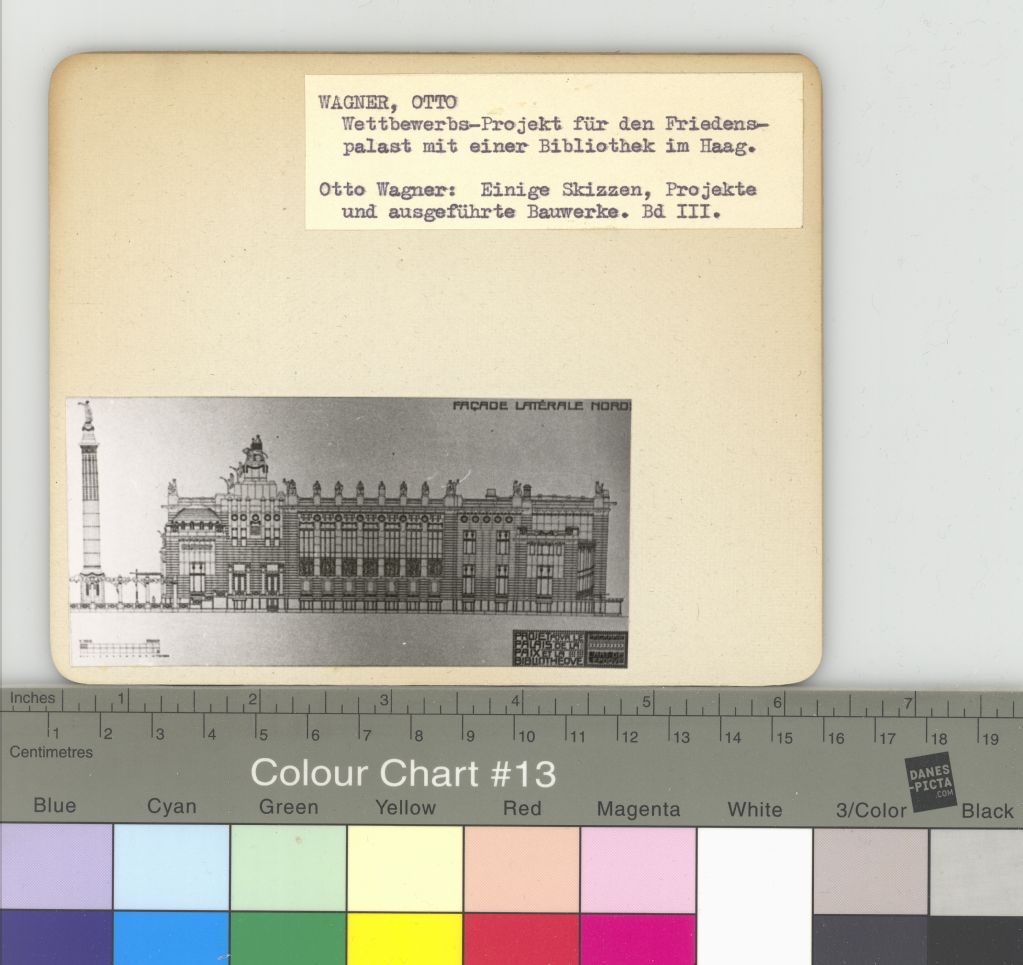 WAGNER, OTTO
Wettbewerbs-Projekt für den Friedens-
palast mit einer Bibliothek im Haag.
Otto Wagner: Einige Skizzen, Projekte
und ausgeführte Bauwerke. Bd III.
FAÇADE LATÉRALE NORD
PROJET POUR LE
PALAIS DE LA
PAIX ET LA
BIBLIOTHEQUE
Inches 1 2 3 4 5 6 7
1 2 3 4 5 6 7 8 9 10 11 12 13 14 15 16 17 18 19
Centimetres
Colour Chart #13
DANES
-PICTA
.COM
Blue Cyan Green Yellow Red Magenta White 3/Color Black